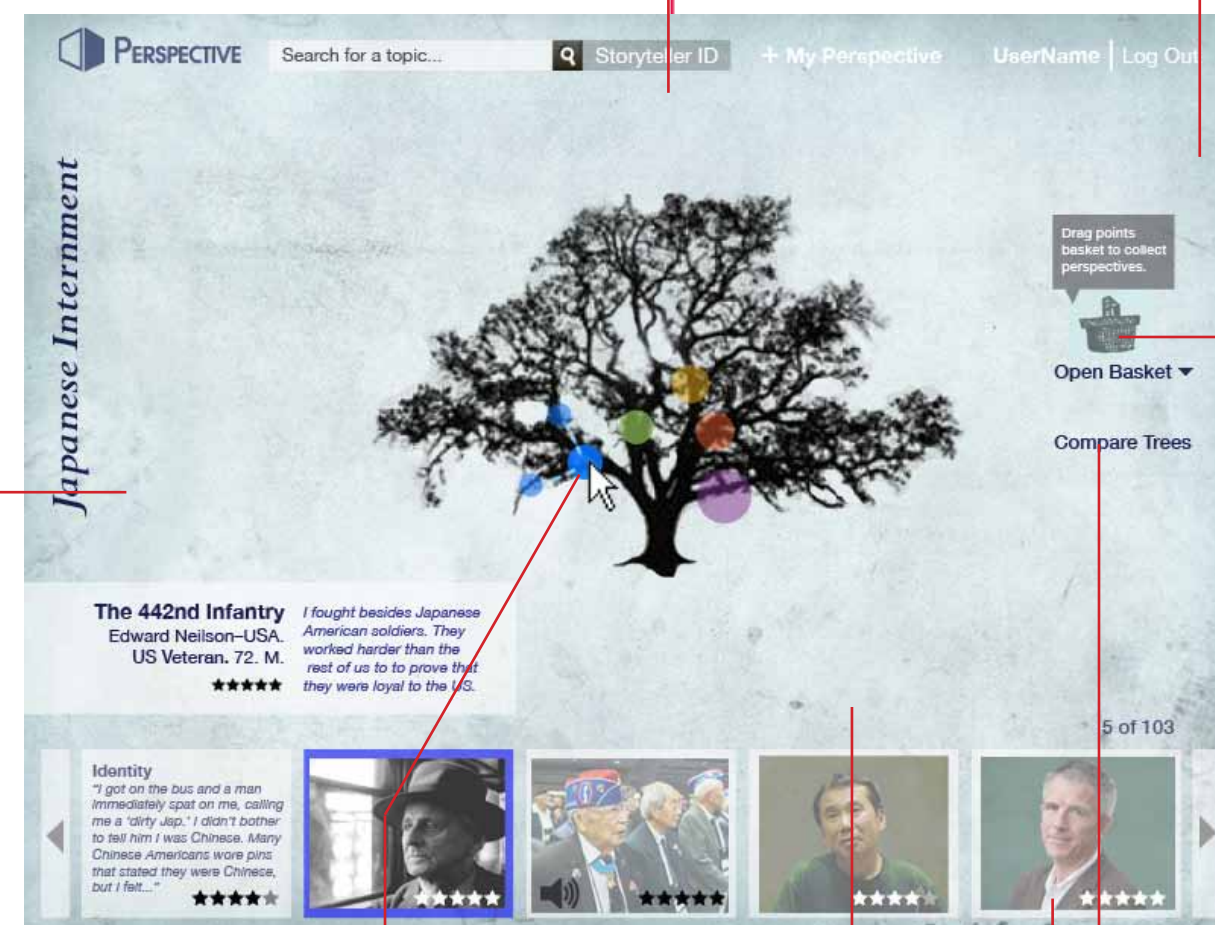 PERSPECTIVE
Search for a topic...
Storyteller ID
+ My Perspective
UserName | Log Out
Japanese Internment
Drag points
basket to collect
perspectives.
Open Basket
Compare Trees
The 442nd Infantry
Edward Neilson–USA.
US Veteran. 72. M.
I fought besides Japanese
American soldiers. They
worked harder than the
rest of us to to prove that
they were loyal to the US.
5 of 103
Identity
"I got on the bus and a man
immediately spat on me, calling
me a 'dirty Jap.' I didn't bother
to tell him I was Chinese. Many
Chinese Americans wore pins
that stated they were Chinese,
but I felt..."